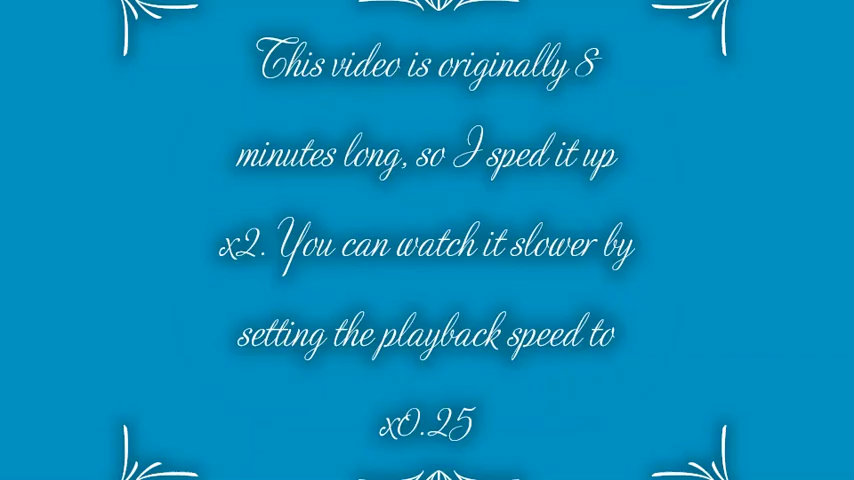 This video is originally 8
minutes long, so I sped it up
x2. You can watch it slower by
setting the playback speed to
x0.25